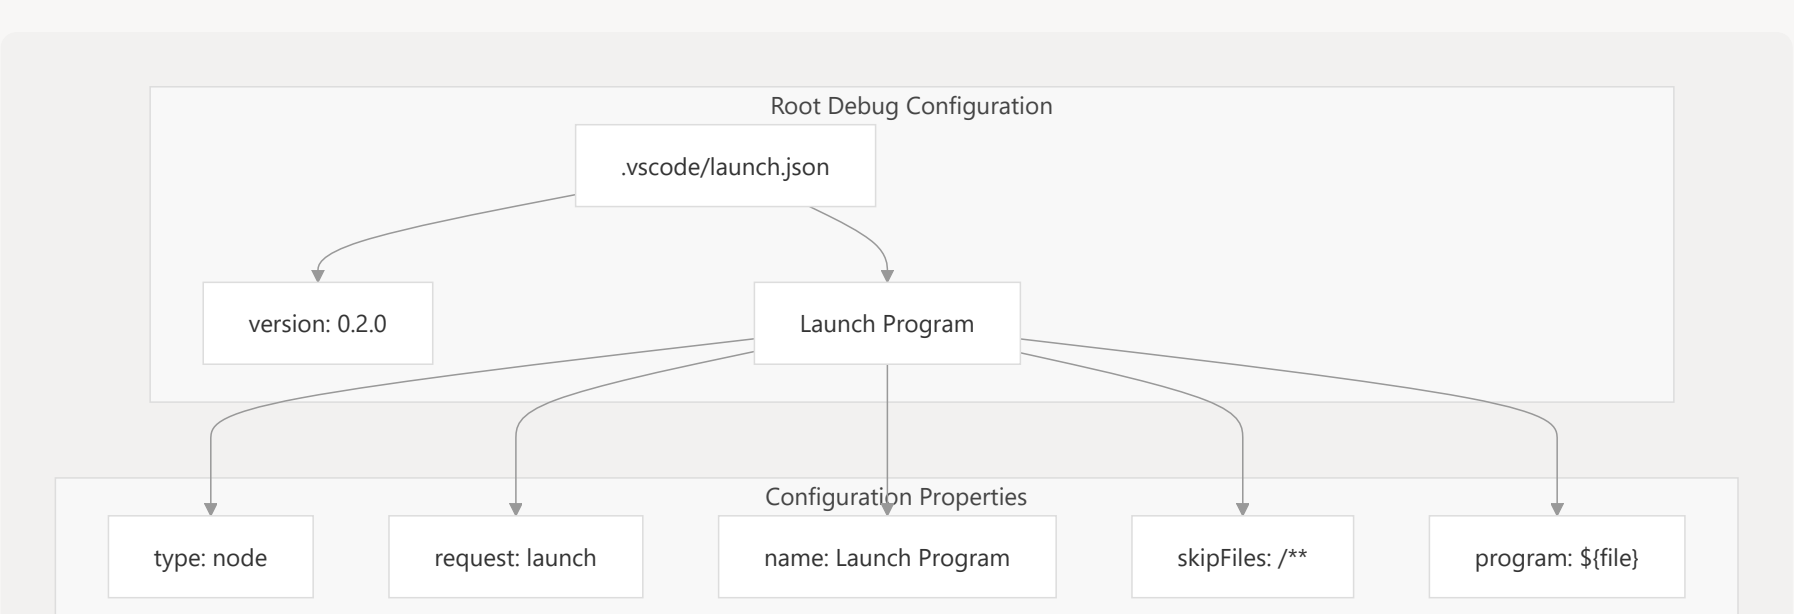 Root Debug Configuration
.vscode/launch.json
version: 0.2.0
Launch Program
Configuration Properties
type: node
request: launch
name: Launch Program
skipFiles: /**
program: ${file}